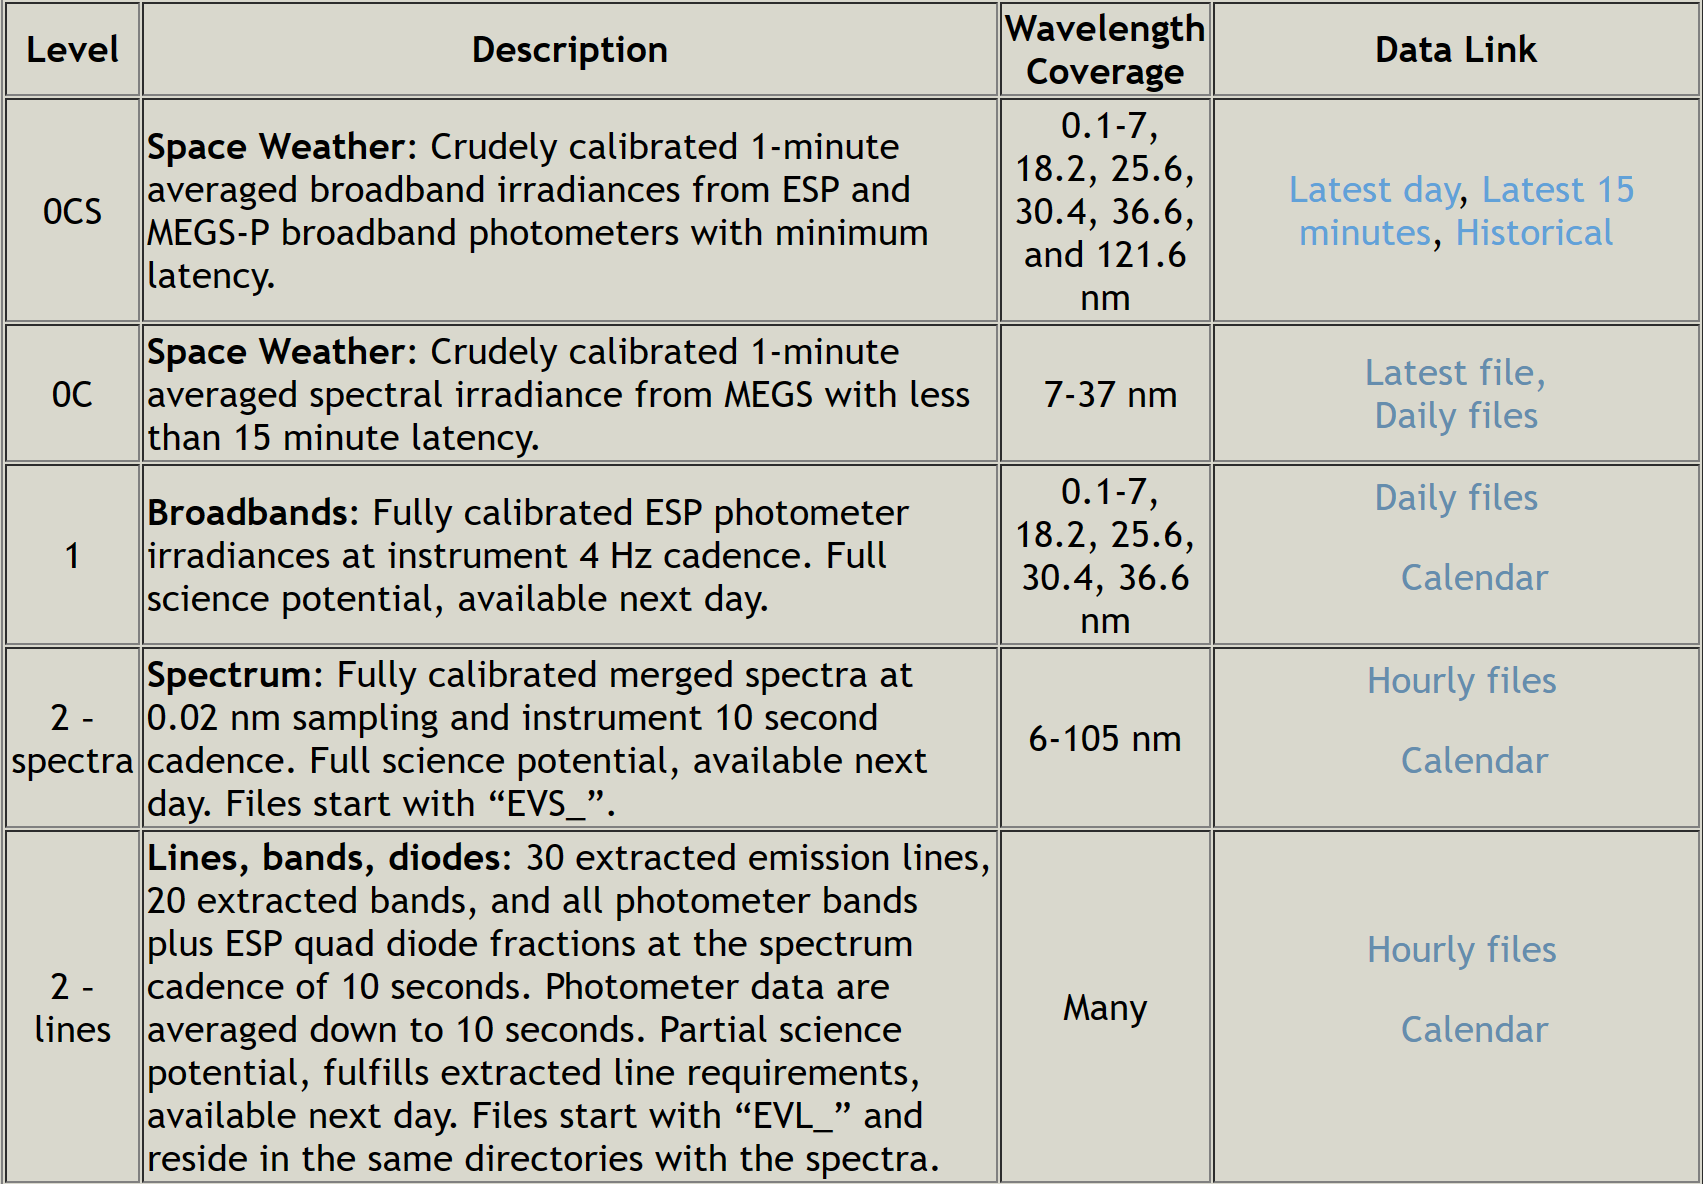 Level
Description
Wavelength
Coverage
Data Link
0CS
Space Weather: Crudely calibrated 1-minute
averaged broadband irradiances from ESP and
MEGS-P broadband photometers with minimum
latency.
0.1-7,
18.2, 25.6,
30.4, 36.6,
and 121.6
nm
Latest day, Latest 15
minutes, Historical
0C
Space Weather: Crudely calibrated 1-minute
averaged spectral irradiance from MEGS with less
than 15 minute latency.
7-37 nm
Latest file,
Daily files
1
Broadbands: Fully calibrated ESP photometer
irradiances at instrument 4 Hz cadence. Full
science potential, available next day.
0.1-7,
18.2, 25.6,
30.4, 36.6
nm
Daily files
Calendar
2 –
spectra
Spectrum: Fully calibrated merged spectra at
0.02 nm sampling and instrument 10 second
cadence. Full science potential, available next
day. Files start with “EVS_”.
6-105 nm
Hourly files
Calendar
2 –
lines
Lines, bands, diodes: 30 extracted emission lines,
20 extracted bands, and all photometer bands
plus ESP quad diode fractions at the spectrum
cadence of 10 seconds. Photometer data are
averaged down to 10 seconds. Partial science
potential, fulfills extracted line requirements,
available next day. Files start with “EVL_” and
reside in the same directories with the spectra.
Many
Hourly files
Calendar